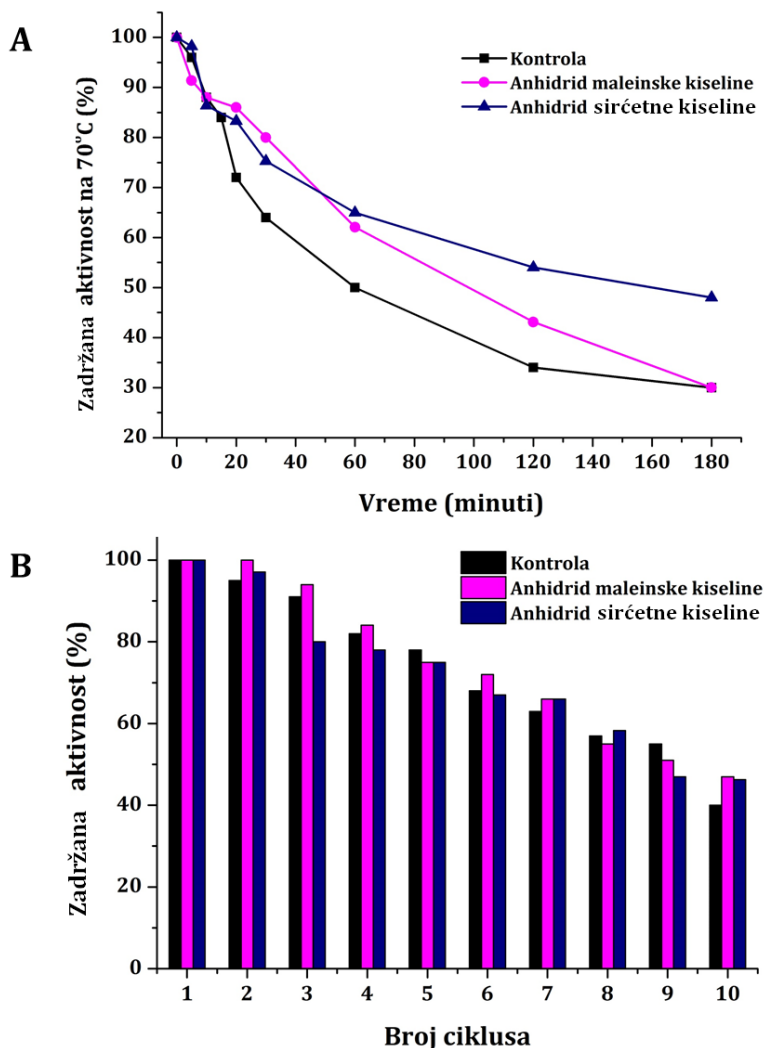 A
Zadržana aktivnost na 70°C (%)
100
90
80
70
60
50
40
30
20
Kontrola
Anhidrid maleinske kiseline
Anhidrid sirćetne kiseline
0 20 40 60 80 100 120 140 160 180
Vreme (minuti)
B
Zadržana aktivnost (%)
100
80
60
40
20
0
Kontrola
Anhidrid maleinske kiseline
Anhidrid sirćetne kiseline
1 2 3 4 5 6 7 8 9 10
Broj ciklusa